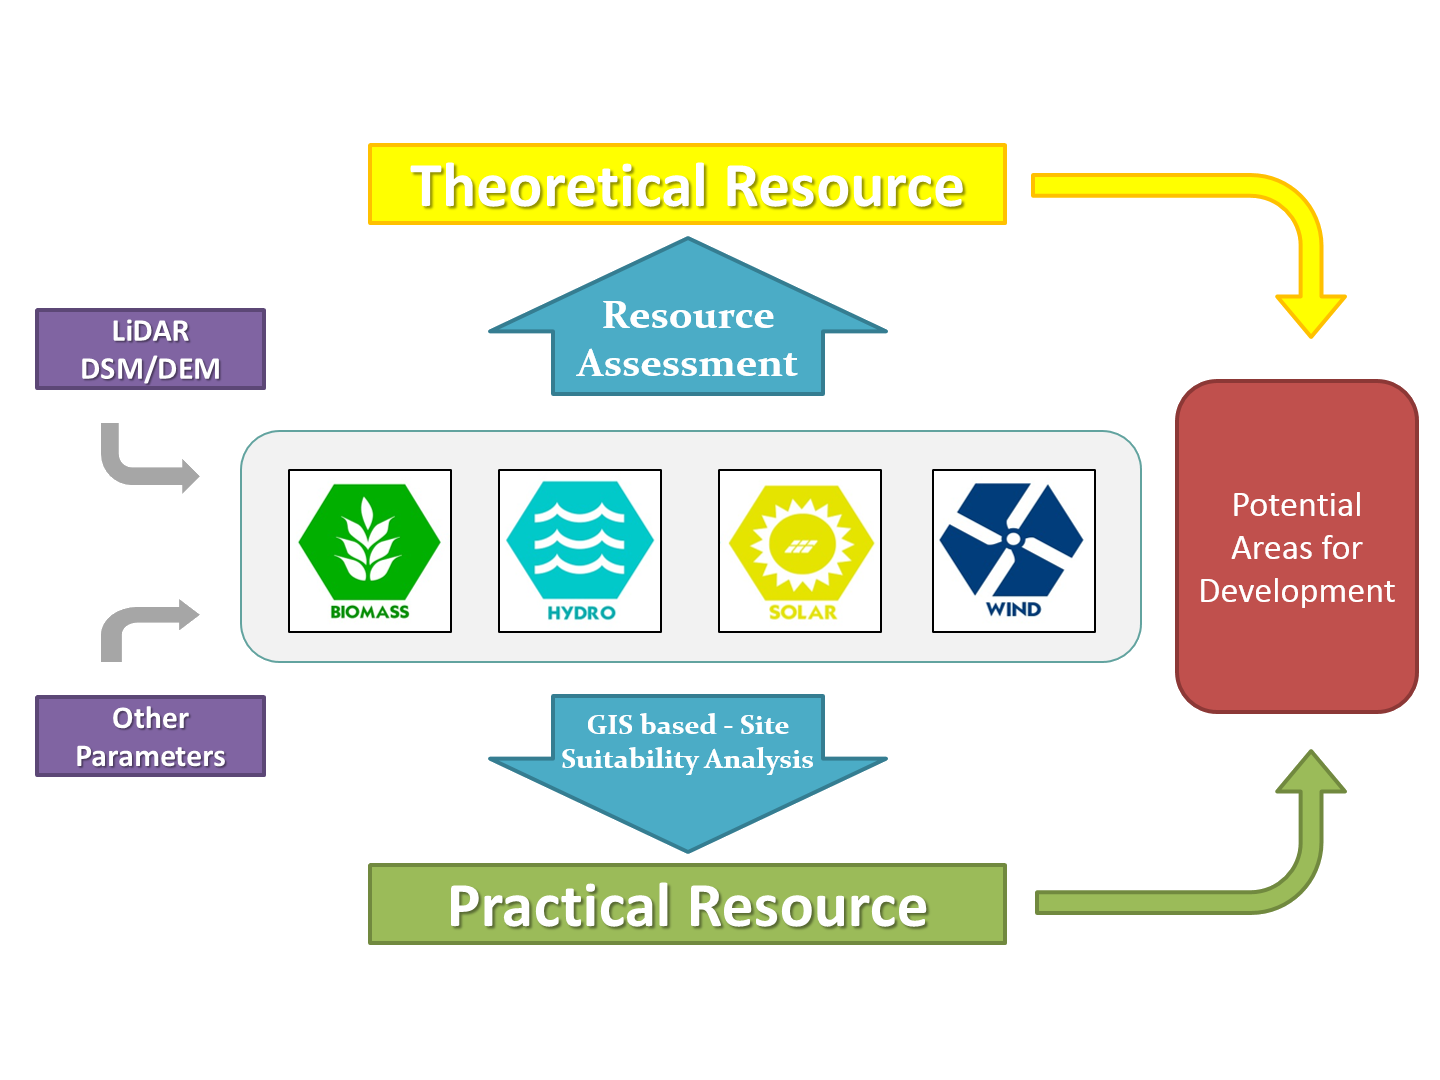 Theoretical Resource
Resource
Assessment
LiDAR
DSM/DEM
BIOMASS
HYDRO
SOLAR
WIND
Potential
Areas for
Development
Other
Parameters
GIS based - Site
Suitability Analysis
Practical Resource